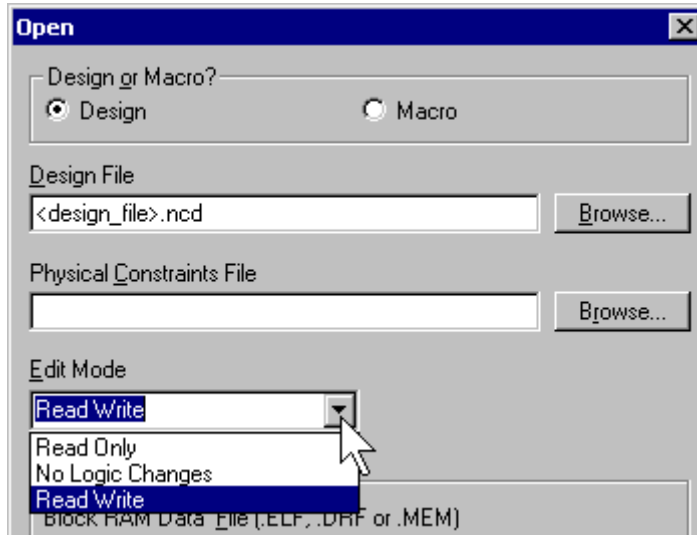 Open
Design or Macro?
Design Macro
Design File
<design_file>.ncd Browse...
Physical Constraints File
Browse...
Edit Mode
Read Write
Read Only
No Logic Changes
Read Write
Block RAM Data File (.ELF, .DRF or .MEM)